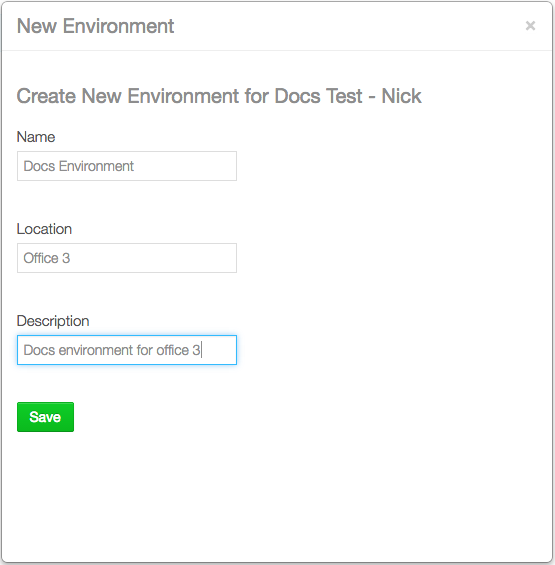 New Environment
×
Create New Environment for Docs Test - Nick
Name
Docs Environment
Location
Office 3
Description
Docs environment for office 3
Save